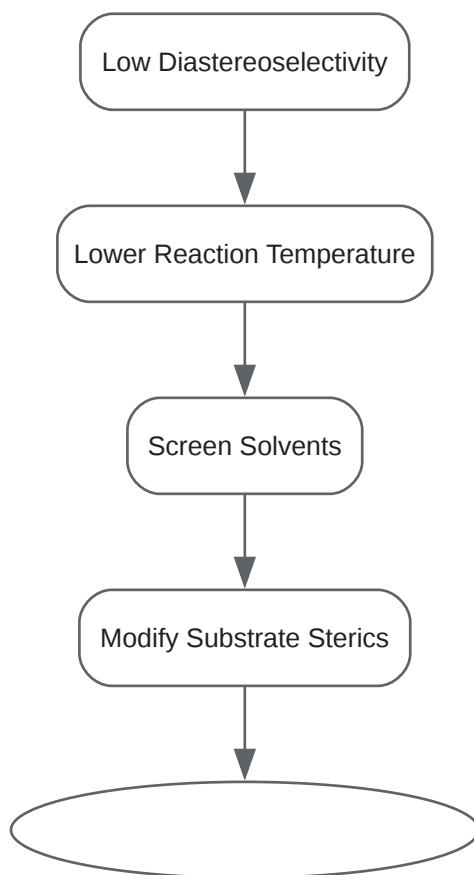 Low Diastereoselectivity
Lower Reaction Temperature
Screen Solvents
Modify Substrate Sterics